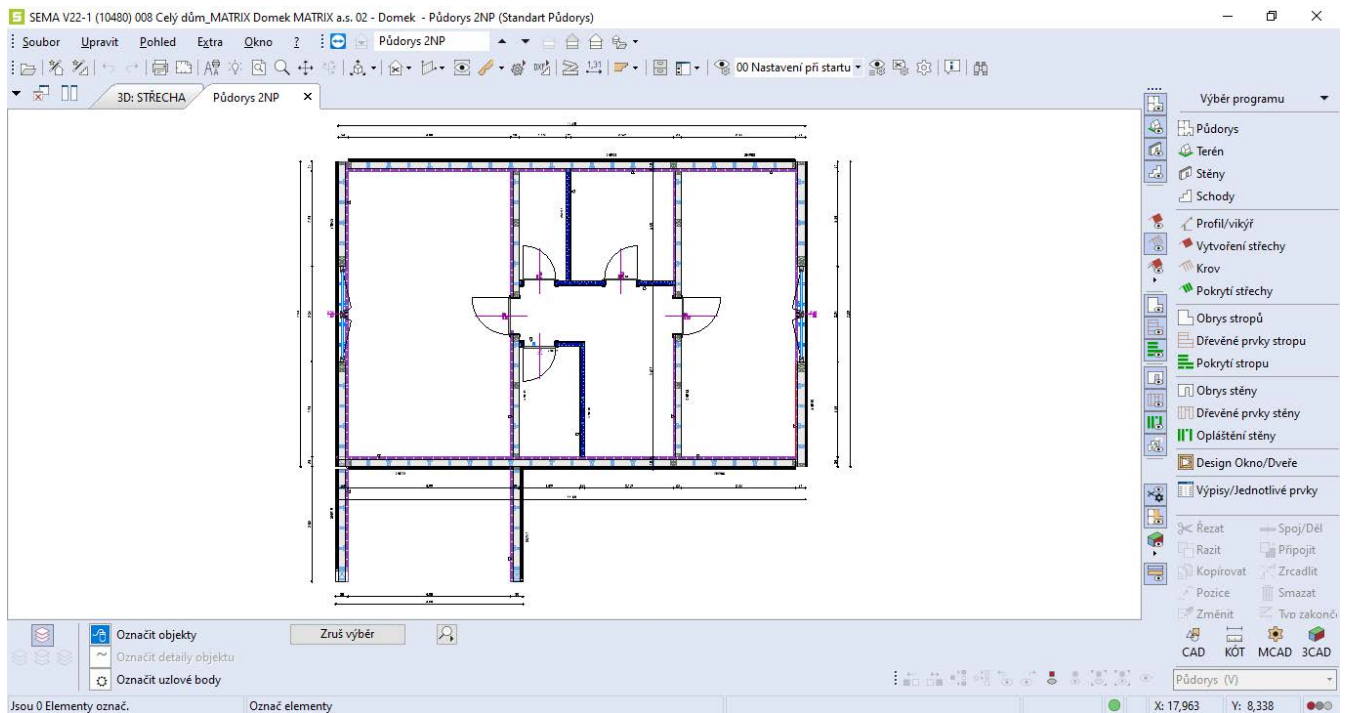 SEMA V22-1 (10480) 008 Celý dům_MATRIX Domek MATRIX a.s. 02 - Domek - Půdorys 2NP (Standart Půdorys)
Soubor Upravit Pohled Extra Okno ? Půdorys 2NP
00 Nastavení při startu
3D: STŘECHA Půdorys 2NP
Výběr programu
Půdorys
Terén
Stěny
Schody
Profil/vikýř
Vytvoření střechy
Krov
Pokrytí střechy
Obrys stropů
Dřevěné prvky stropu
Pokrytí stropu
Obrys stěny
Dřevěné prvky stěny
Opláštění stěny
Design Okno/Dveře
Výpisy/Jednotlivé prvky
Řezat Spoj/Děl
Razit Připojit
Kopírovat Zrcadlit
Pozice Smazat
Změnit Typ zakonč
CAD KÓT MCAD 3CAD
Půdorys (V)
Označit objekty Zruš výběr
Označit detaily objektu
Označit uzlové body
Jsou 0 Elementy označ. Označ elementy X: 17,963 Y: 8,338